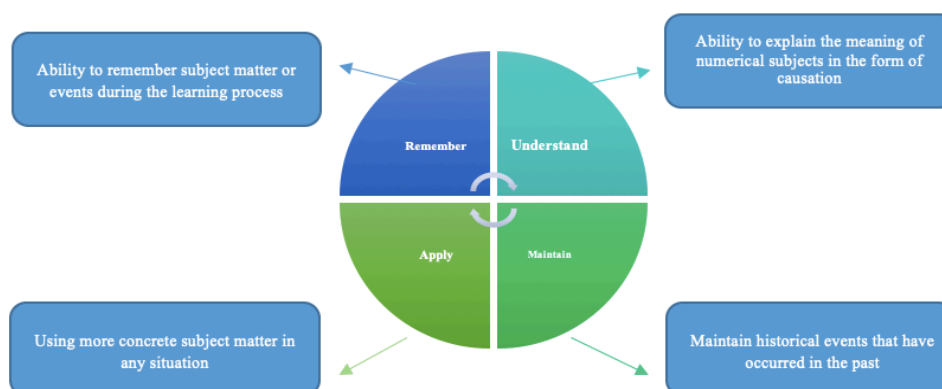 Ability to remember subject matter or
events during the learning process
Ability to explain the meaning of
numerical subjects in the form of
causation
Remember
Understand
Apply
Maintain
Using more concrete subject matter in
any situation
Maintain historical events that have
occurred in the past